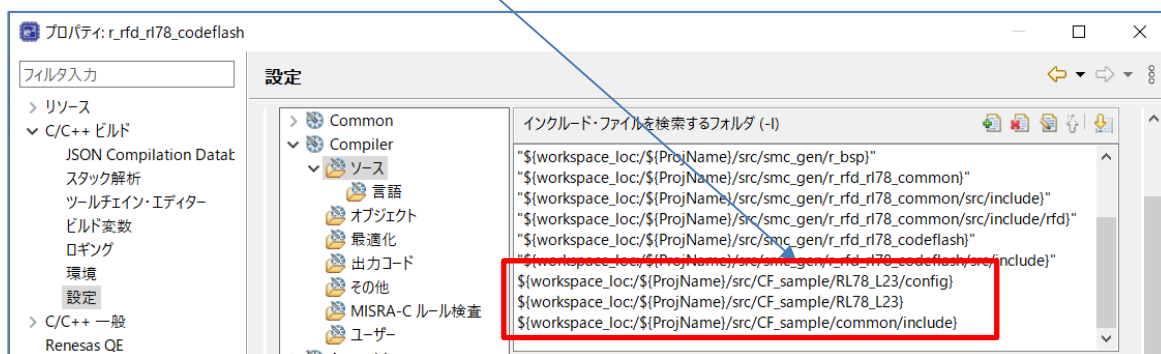 プロパティ: r_rfd_rl78_codeflash
フィルタ入力
設定
リソース
C/C++ ビルド
JSON Compilation Datab
スタック解析
ツールチェイン・エディター
ビルド変数
ロギング
環境
設定
C/C++ 一般
Renesas QE
Common
Compiler
ソース
言語
オブジェクト
最適化
出力コード
その他
MISRA-C ルール検査
ユーザー
インクルード・ファイルを検索するフォルダ (-I)
"${workspace_loc:/${ProjName}/src/smc_gen/r_bsp}"
"${workspace_loc:/${ProjName}/src/smc_gen/r_rfd_rl78_common}"
"${workspace_loc:/${ProjName}/src/smc_gen/r_rfd_rl78_common/src/include}"
"${workspace_loc:/${ProjName}/src/smc_gen/r_rfd_rl78_common/src/include/rfd}"
"${workspace_loc:/${ProjName}/src/smc_gen/r_rfd_rl78_codeflash}"
"${workspace_loc:/${ProjName}/src/smc_gen/r_rfd_rl78_codeflash/src/include}"
${workspace_loc:/${ProjName}/src/CF_sample/RL78_L23/config}
${workspace_loc:/${ProjName}/src/CF_sample/RL78_L23}
${workspace_loc:/${ProjName}/src/CF_sample/common/include}